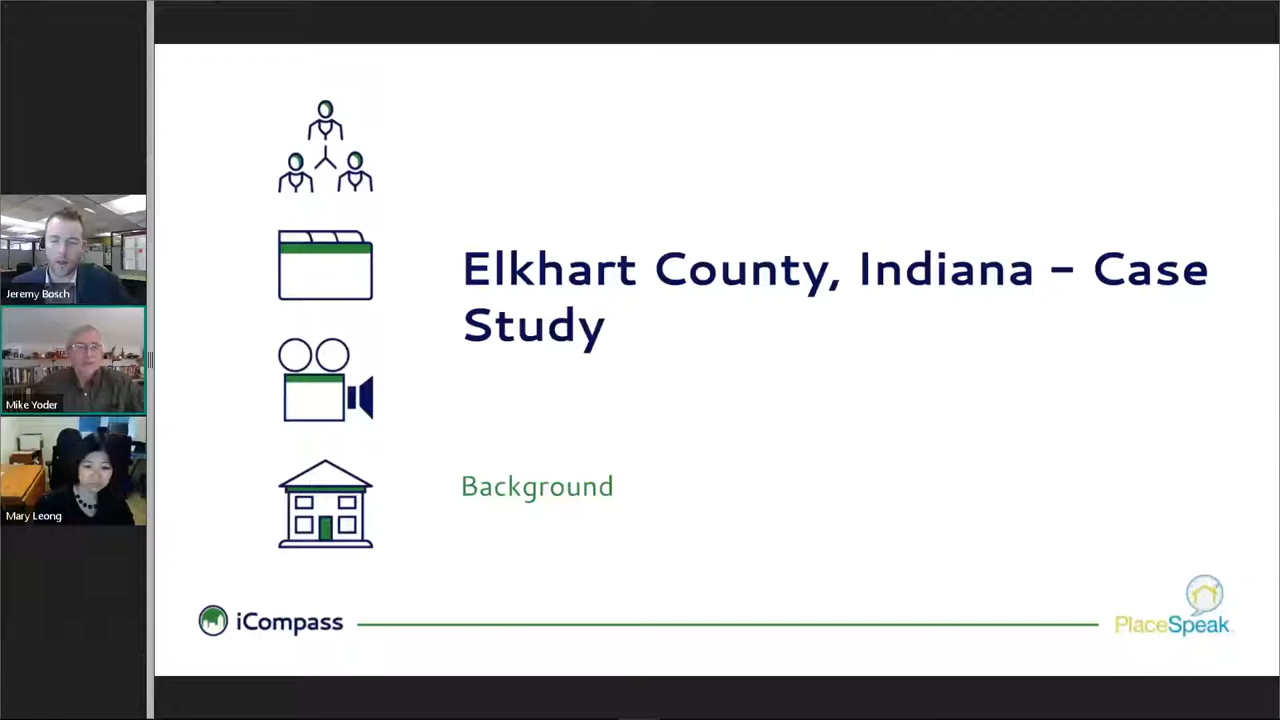 Jeremy Bosch
Mike Yoder
Mary Leong
Elkhart County, Indiana - Case
Study
Background
iCompass
PlaceSpeak